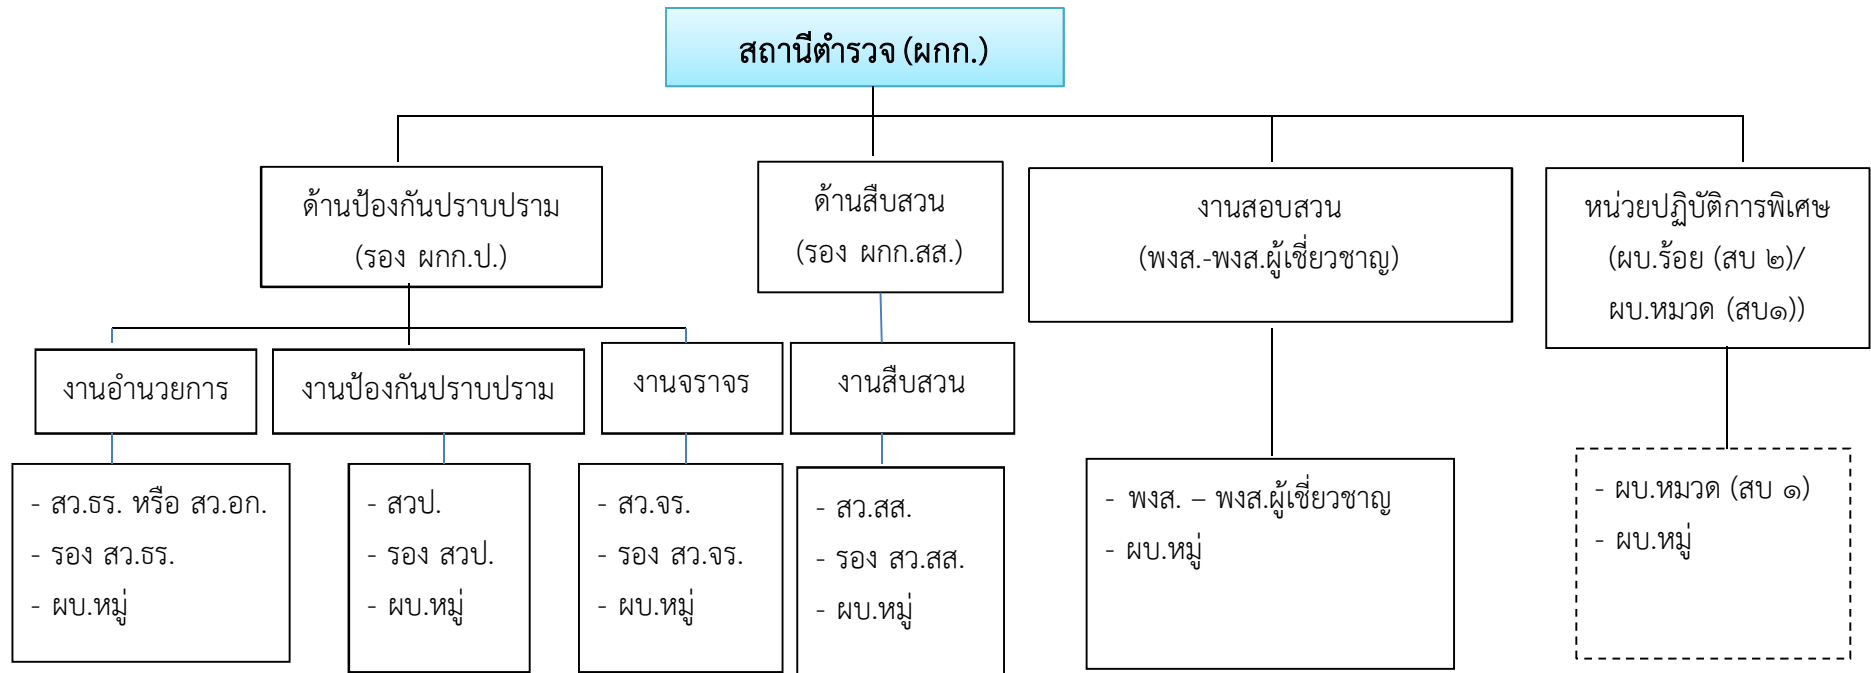 สถานีตำรวจ (ผกก.)
ด้านป้องกันปราบปราม
(รอง ผกก.ป.)
ด้านสืบสวน
(รอง ผกก.สส.)
งานสอบสวน
(พงส.-พงส.ผู้เชี่ยวชาญ)
หน่วยปฏิบัติการพิเศษ
(ผบ.ร้อย (สบ ๒)/
ผบ.หมวด (สบ๑))
งานอำนวยการ
งานป้องกันปราบปราม
งานจราจร
งานสืบสวน
- สว.ธร. หรือ สว.อก.
- รอง สว.ธร.
- ผบ.หมู่
- สวป.
- รอง สวป.
- ผบ.หมู่
- สว.จร.
- รอง สว.จร.
- ผบ.หมู่
- สว.สส.
- รอง สว.สส.
- ผบ.หมู่
- พงส. – พงส.ผู้เชี่ยวชาญ
- ผบ.หมู่
- ผบ.หมวด (สบ ๑)
- ผบ.หมู่